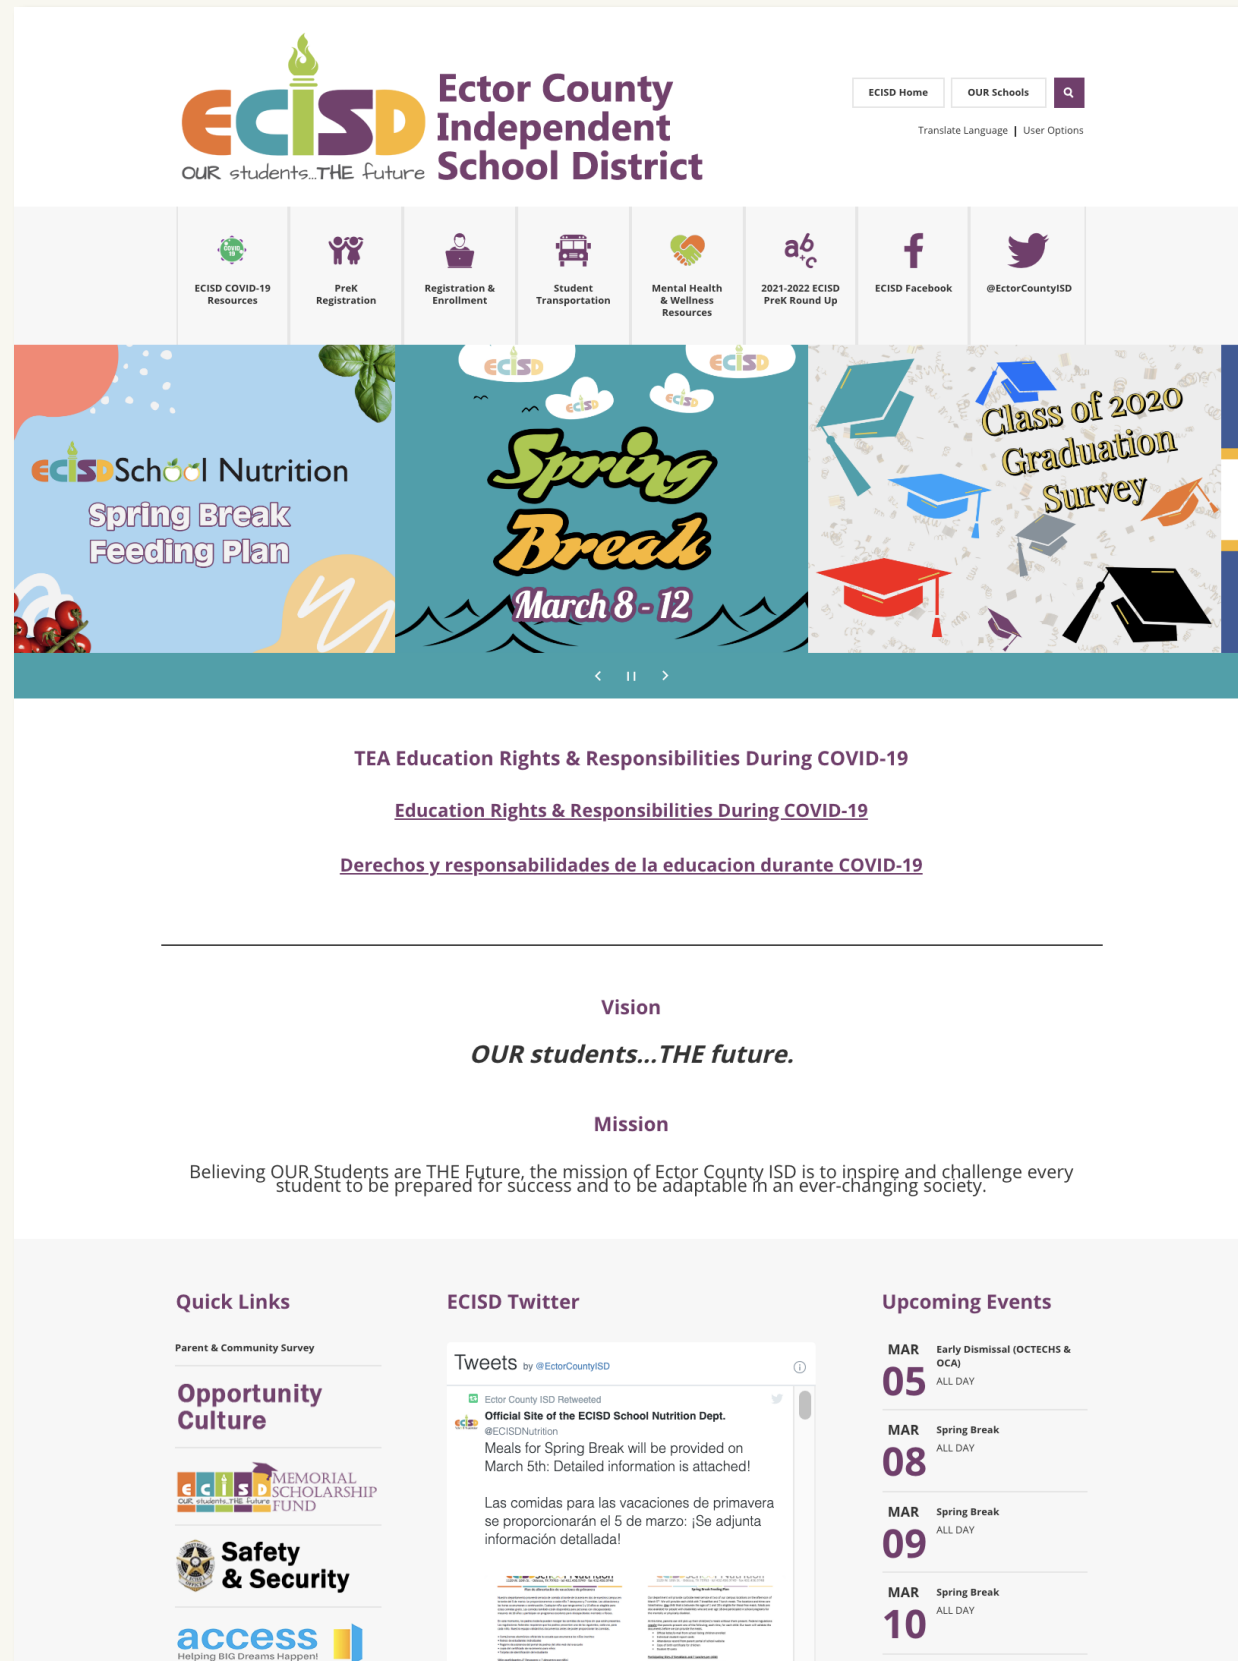 ECISD
OUR students...THE future
Ector County
Independent
School District
ECISD Home
OUR Schools
Translate Language | User Options
COVID
19
ECISD COVID-19
Resources
PreK
Registration
Registration &
Enrollment
Student
Transportation
Mental Health
& Wellness
Resources
ab+c
2021-2022 ECISD
PreK Round Up
ECISD Facebook
@EctorCountyISD
ECISD School Nutrition
Spring Break
Feeding Plan
ECISD
ECISD
ECISD
ECISD
Spring
Break
March 8 - 12
Class of 2020
Graduation
Survey
TEA Education Rights & Responsibilities During COVID-19
Education Rights & Responsibilities During COVID-19
Derechos y responsabilidades de la educacion durante COVID-19
Vision
OUR students...THE future.
Mission
Believing OUR Students are THE Future, the mission of Ector County ISD is to inspire and challenge every
student to be prepared for success and to be adaptable in an ever-changing society.
Quick Links
Parent & Community Survey
Opportunity
Culture
ECISD
OUR students...THE future
MEMORIAL
SCHOLARSHIP
FUND
Safety
& Security
access
Helping BIG Dreams Happen!
ECISD Twitter
Tweets by @EctorCountyISD
Ector County ISD Retweeted
Official Site of the ECISD School Nutrition Dept.
@ECISDNutrition
Meals for Spring Break will be provided on
March 5th: Detailed information is attached!
Las comidas para las vacaciones de primavera
se proporcionarán el 5 de marzo: ¡Se adjunta
información detallada!
Spring Break Feeding Plan
Upcoming Events
MAR
05
Early Dismissal (OCTECHS &
OCA)
ALL DAY
MAR
08
Spring Break
ALL DAY
MAR
09
Spring Break
ALL DAY
MAR
10
Spring Break
ALL DAY